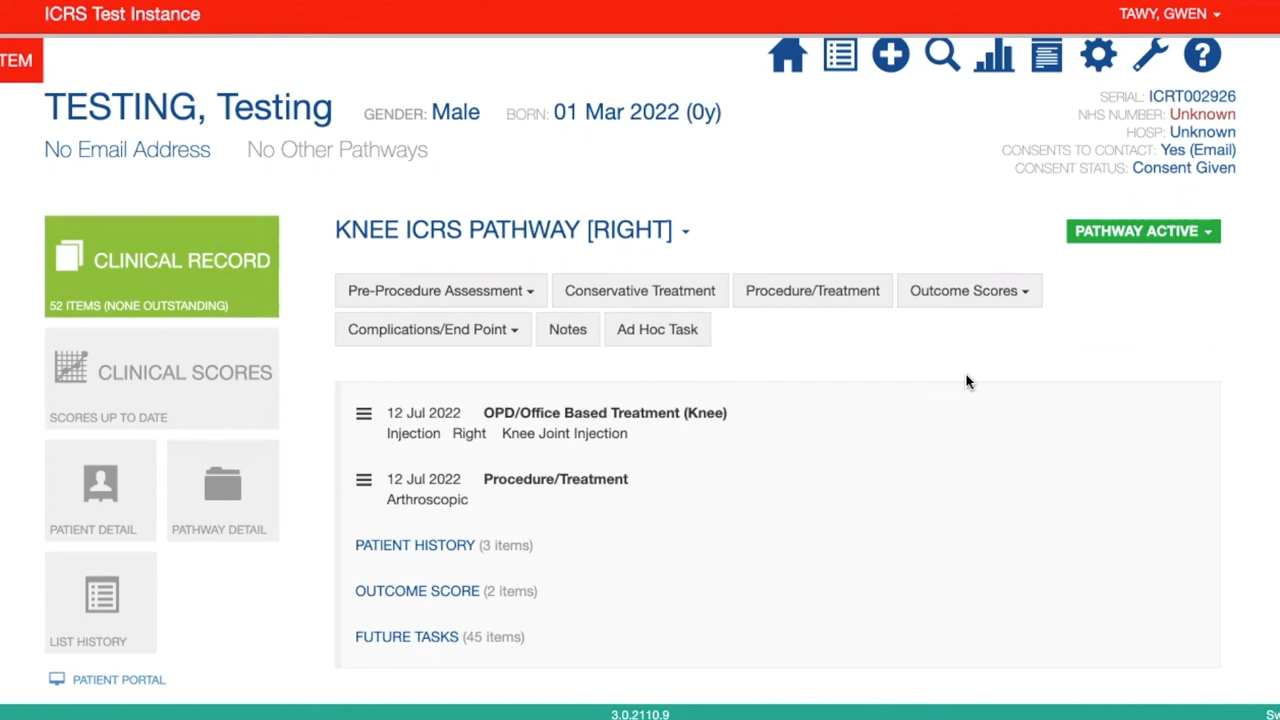 ICRS Test Instance
TAWY, GWEN
TEM
TESTING, Testing GENDER: Male BORN: 01 Mar 2022 (0y)
No Email Address No Other Pathways
SERIAL: ICRT002926
NHS NUMBER: Unknown
HOSP: Unknown
CONSENTS TO CONTACT: Yes (Email)
CONSENT STATUS: Consent Given
CLINICAL RECORD
52 ITEMS (NONE OUTSTANDING)
CLINICAL SCORES
SCORES UP TO DATE
PATIENT DETAIL
PATHWAY DETAIL
LIST HISTORY
PATIENT PORTAL
KNEE ICRS PATHWAY [RIGHT]
PATHWAY ACTIVE
Pre-Procedure Assessment Conservative Treatment Procedure/Treatment Outcome Scores
Complications/End Point Notes Ad Hoc Task
12 Jul 2022 OPD/Office Based Treatment (Knee)
Injection Right Knee Joint Injection
12 Jul 2022 Procedure/Treatment
Arthroscopic
PATIENT HISTORY (3 items)
OUTCOME SCORE (2 items)
FUTURE TASKS (45 items)
3.0.2110.9